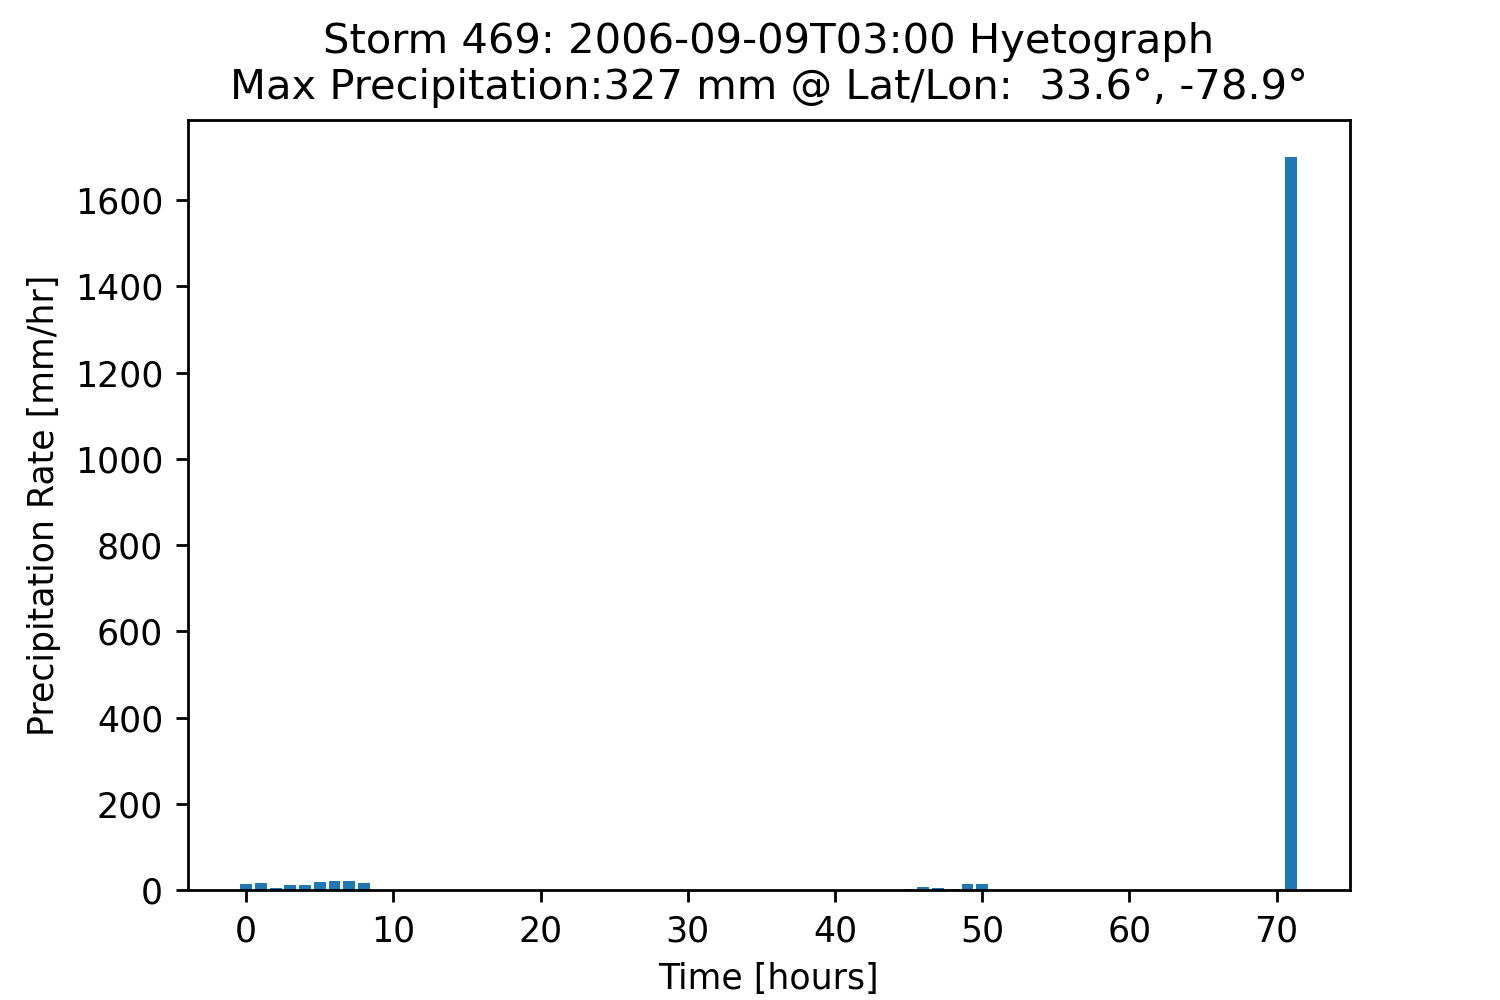 Storm 469: 2006-09-09T03:00 Hyetograph
Max Precipitation:327 mm @ Lat/Lon:  33.6°, -78.9°
Precipitation Rate [mm/hr]
1600
1400
1200
1000
800
600
400
200
0
0 10 20 30 40 50 60 70
Time [hours]